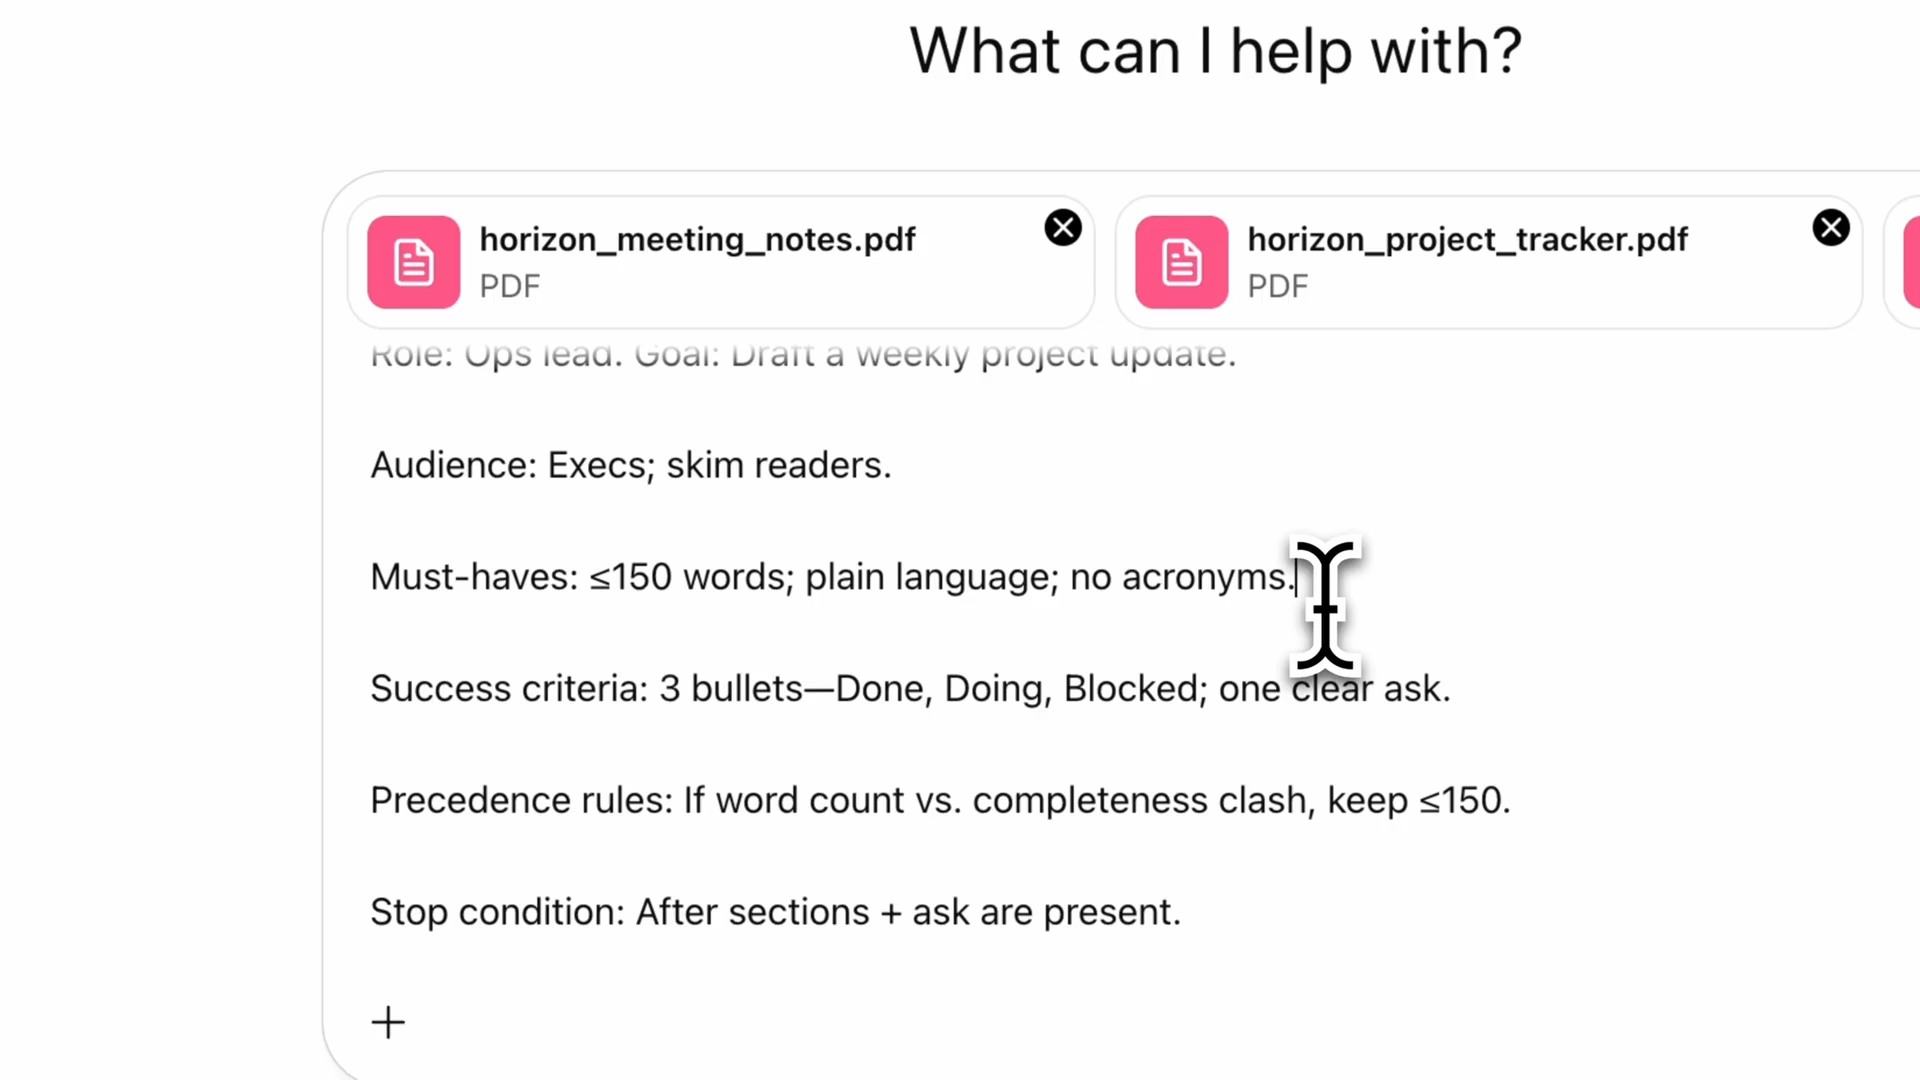 What can I help with?
horizon_meeting_notes.pdf
PDF
horizon_project_tracker.pdf
PDF
Role: Ops lead. Goal: Draft a weekly project update.
Audience: Execs; skim readers.
Must-haves: ≤150 words; plain language; no acronyms.
Success criteria: 3 bullets—Done, Doing, Blocked; one clear ask.
Precedence rules: If word count vs. completeness clash, keep ≤150.
Stop condition: After sections + ask are present.